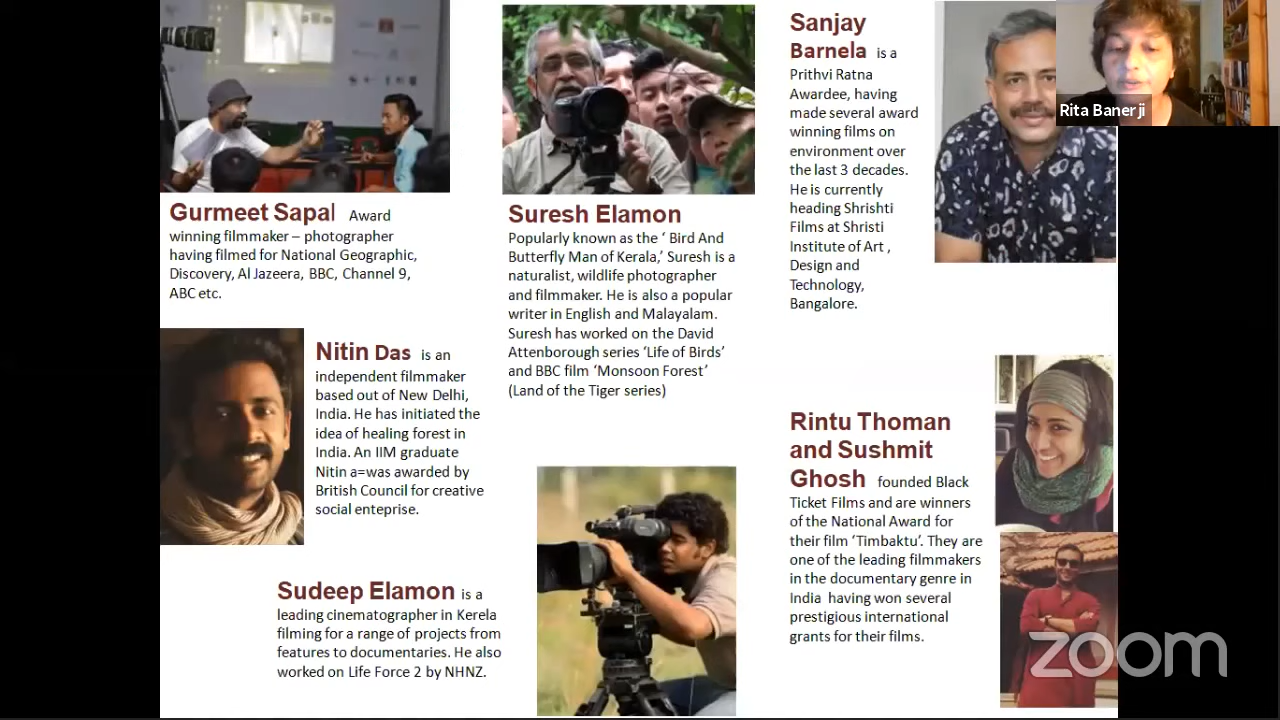 Gurmeet Sapal Award
winning filmmaker – photographer
having filmed for National Geographic,
Discovery, Al Jazeera, BBC, Channel 9,
ABC etc.
Nitin Das is an
independent filmmaker
based out of New Delhi,
India. He has initiated the
idea of healing forest in
India. An IIM graduate
Nitin a=was awarded by
British Council for creative
social enteprise.
Sudeep Elamon is a
leading cinematographer in Kerela
filming for a range of projects from
features to documentaries. He also
worked on Life Force 2 by NHNZ.
Suresh Elamon
Popularly known as the ‘ Bird And
Butterfly Man of Kerala,’ Suresh is a
naturalist, wildlife photographer
and filmmaker. He is also a popular
writer in English and Malayalam.
Suresh has worked on the David
Attenborough series ‘Life of Birds’
and BBC film ‘Monsoon Forest’
(Land of the Tiger series)
Sanjay
Barnela is a
Prithvi Ratna
Awardee, having
made several award
winning films on
environment over
the last 3 decades.
He is currently
heading Shrishti
Films at Shristi
Institute of Art ,
Design and
Technology,
Bangalore.
Rintu Thoman
and Sushmit
Ghosh founded Black
Ticket Films and are winners
of the National Award for
their film ‘Timbaktu’. They are
one of the leading filmmakers
in the documentary genre in
India having won several
prestigious international
grants for their films.
Rita Banerji
zoom